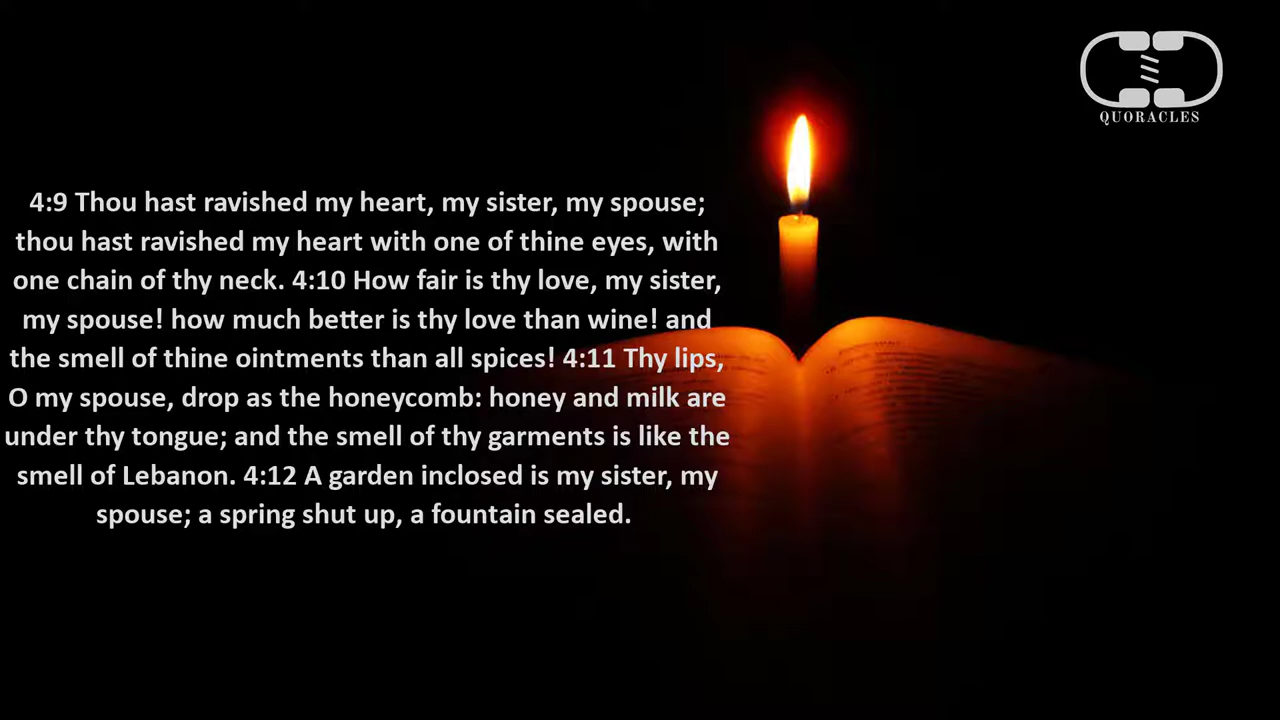 QUORACLES
4:9 Thou hast ravished my heart, my sister, my spouse;
thou hast ravished my heart with one of thine eyes, with
one chain of thy neck. 4:10 How fair is thy love, my sister,
my spouse! how much better is thy love than wine! and
the smell of thine ointments than all spices! 4:11 Thy lips,
O my spouse, drop as the honeycomb: honey and milk are
under thy tongue; and the smell of thy garments is like the
smell of Lebanon. 4:12 A garden inclosed is my sister, my
spouse; a spring shut up, a fountain sealed.